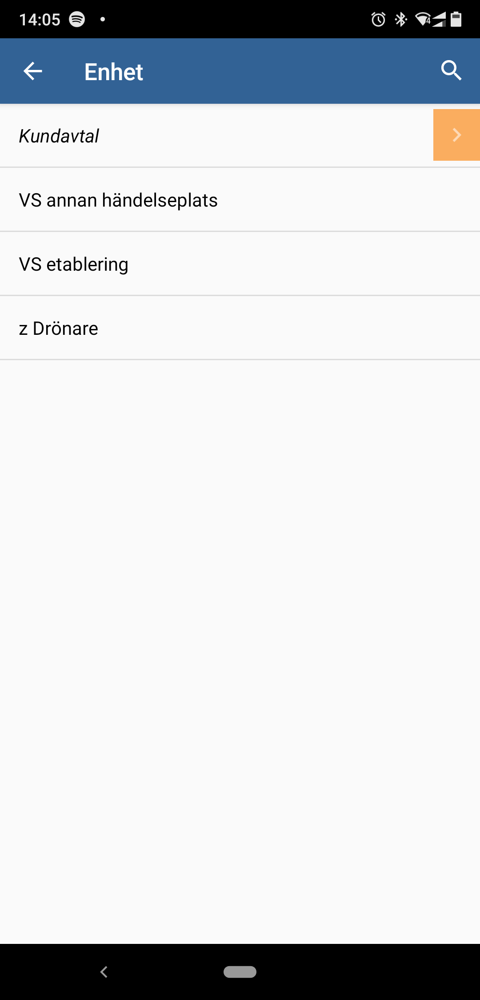 14:05
Enhet
Kundavtal
VS annan händelseplats
VS etablering
z Drönare